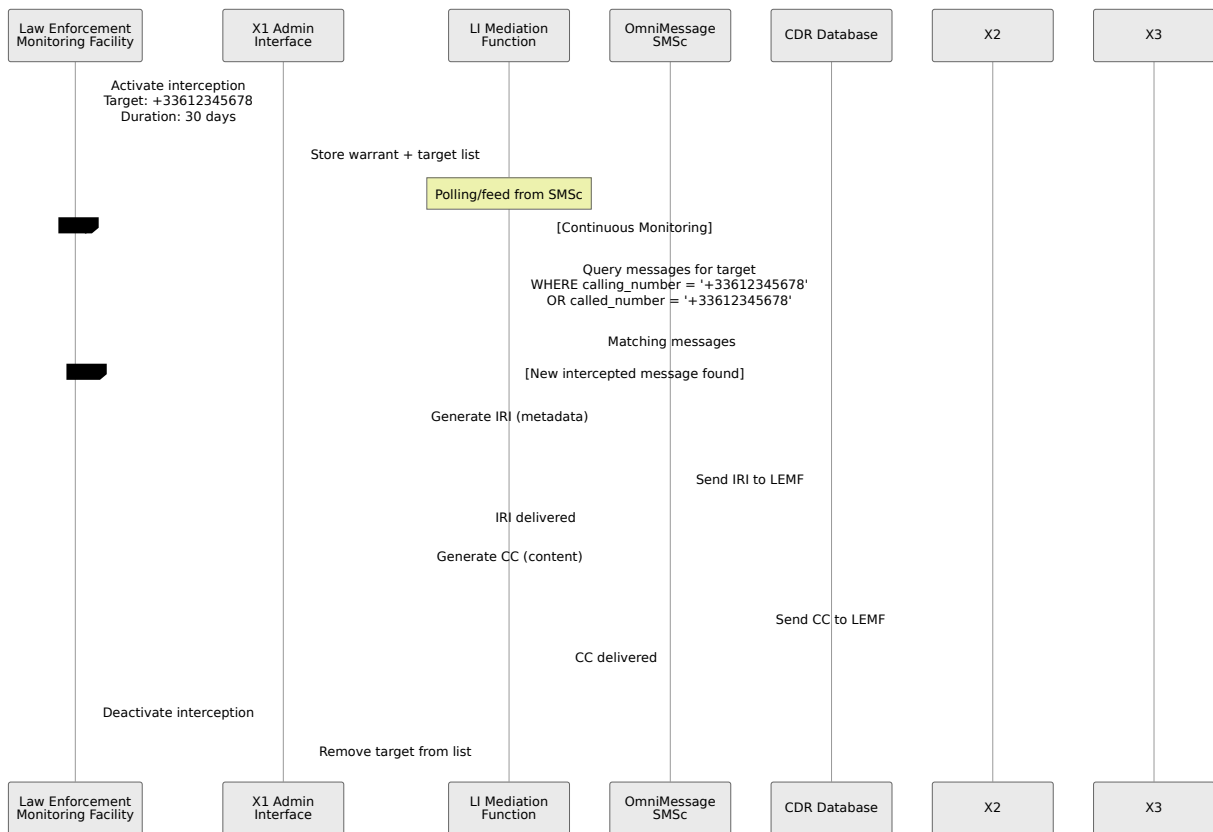 Law Enforcement
Monitoring Facility
X1 Admin
Interface
LI Mediation
Function
OmniMessage
SMSc
CDR Database
X2
X3
Activate interception
Target: +33612345678
Duration: 30 days
Store warrant + target list
Polling/feed from SMSc
[Continuous Monitoring]
Query messages for target
WHERE calling_number = '+33612345678'
OR called_number = '+33612345678'
Matching messages
[New intercepted message found]
Generate IRI (metadata)
Send IRI to LEMF
IRI delivered
Generate CC (content)
Send CC to LEMF
CC delivered
Deactivate interception
Remove target from list
Law Enforcement
Monitoring Facility
X1 Admin
Interface
LI Mediation
Function
OmniMessage
SMSc
CDR Database
X2
X3